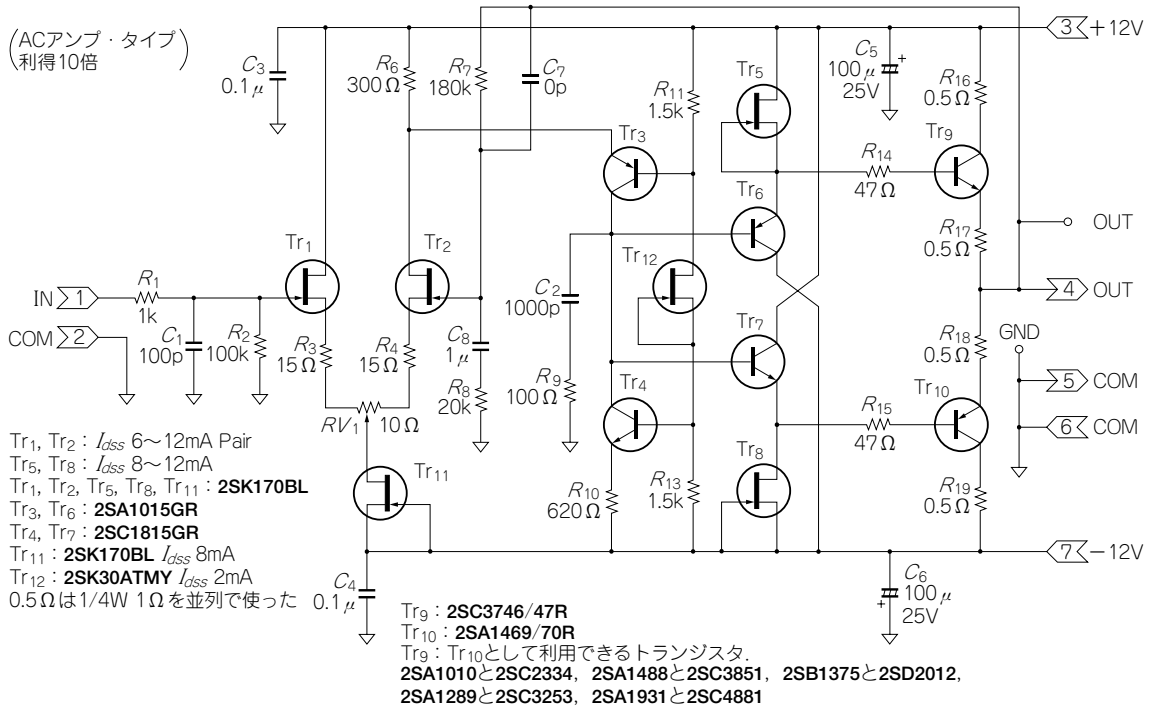 (ACアンプ・タイプ
利得10倍)
C3
0.1μ
R6
300Ω
R7
180k
C7
0p
R11
1.5k
Tr5
C5
100μ
25V
+
R16
0.5Ω
3 +12V
Tr3
R14
47Ω
Tr9
Tr6
R17
0.5Ω
OUT
Tr1
Tr2
Tr12
IN 1
R1
1k
C2
1000p
4 OUT
COM 2
C1
100p
R2
100k
R3
15Ω
R4
15Ω
C8
1μ
R8
20k
R9
100Ω
Tr7
Tr4
R18
0.5Ω
GND
5 COM
RV1
10Ω
R15
47Ω
Tr10
6 COM
Tr11
R10
620Ω
R13
1.5k
Tr8
R19
0.5Ω
7 −12V
C4
0.1μ
C6
100μ
25V
+
Tr1, Tr2：Idss 6〜12mA Pair
Tr5, Tr8：Idss 8〜12mA
Tr1, Tr2, Tr5, Tr8, Tr11：2SK170BL
Tr3, Tr6：2SA1015GR
Tr4, Tr7：2SC1815GR
Tr11：2SK170BL Idss 8mA
Tr12：2SK30ATMY Idss 2mA
0.5Ωは1/4W 1Ωを並列で使った
Tr9：2SC3746/47R
Tr10：2SA1469/70R
Tr9：Tr10として利用できるトランジスタ.
2SA1010と2SC2334，2SA1488と2SC3851，2SB1375と2SD2012，
2SA1289と2SC3253，2SA1931と2SC4881